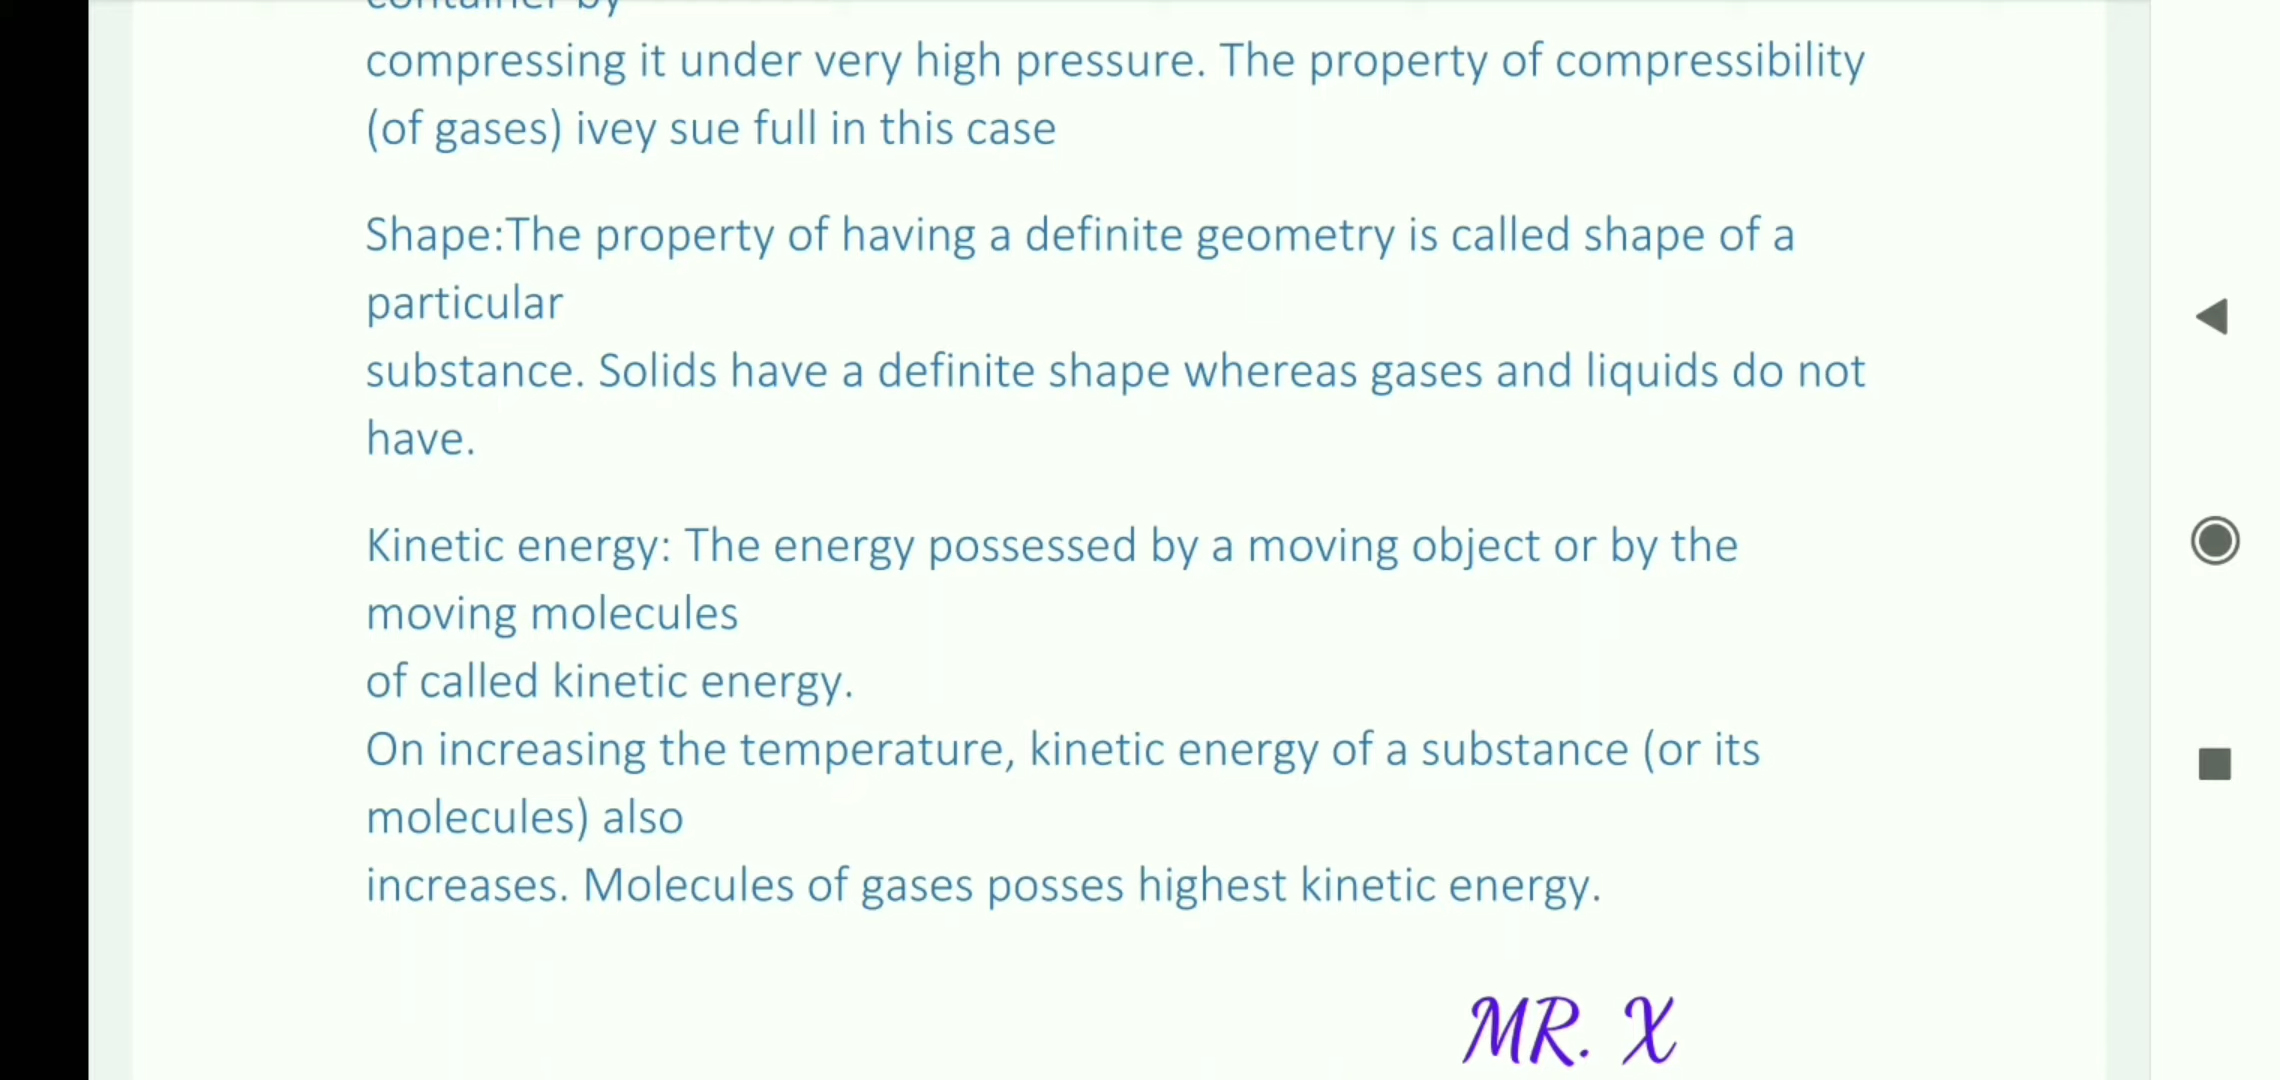 container by
compressing it under very high pressure. The property of compressibility
(of gases) ivey sue full in this case
Shape:The property of having a definite geometry is called shape of a
particular
substance. Solids have a definite shape whereas gases and liquids do not
have.
Kinetic energy: The energy possessed by a moving object or by the
moving molecules
of called kinetic energy.
On increasing the temperature, kinetic energy of a substance (or its
molecules) also
increases. Molecules of gases posses highest kinetic energy.
MR. X